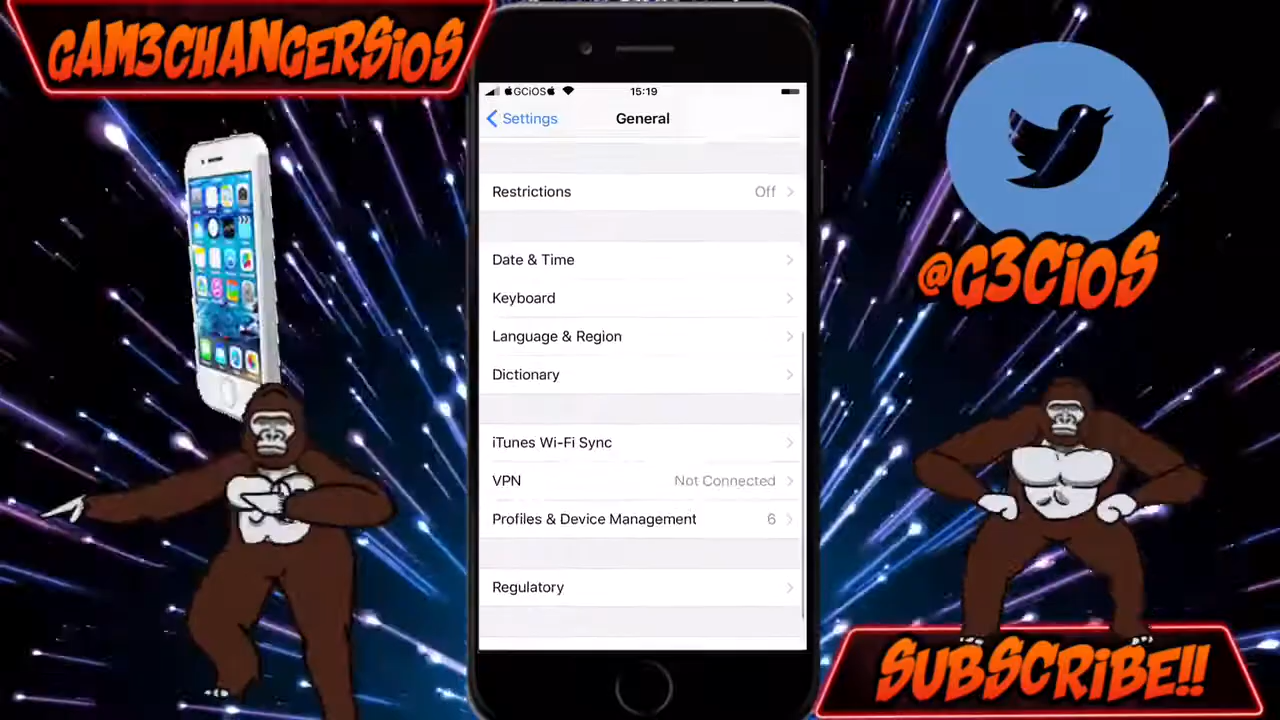 GAM3CHANGERSiOS
GCiOS
15:19
Settings
General
Restrictions
Off
Date & Time
Keyboard
Language & Region
Dictionary
iTunes Wi-Fi Sync
VPN
Not Connected
Profiles & Device Management
6
Regulatory
@G3CiOS
SUBSCRiBE!!